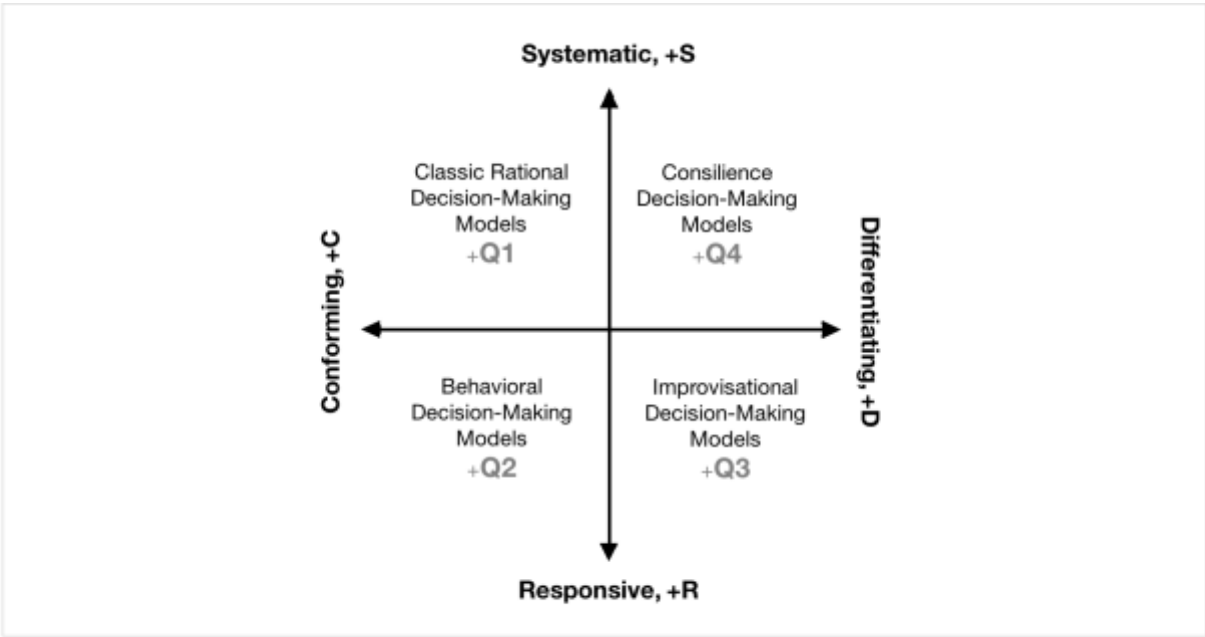 Systematic, +S
Classic Rational
Decision-Making
Models
+Q1
Consilience
Decision-Making
Models
+Q4
Conforming, +C
Differentiating, +D
Behavioral
Decision-Making
Models
+Q2
Improvisational
Decision-Making
Models
+Q3
Responsive, +R